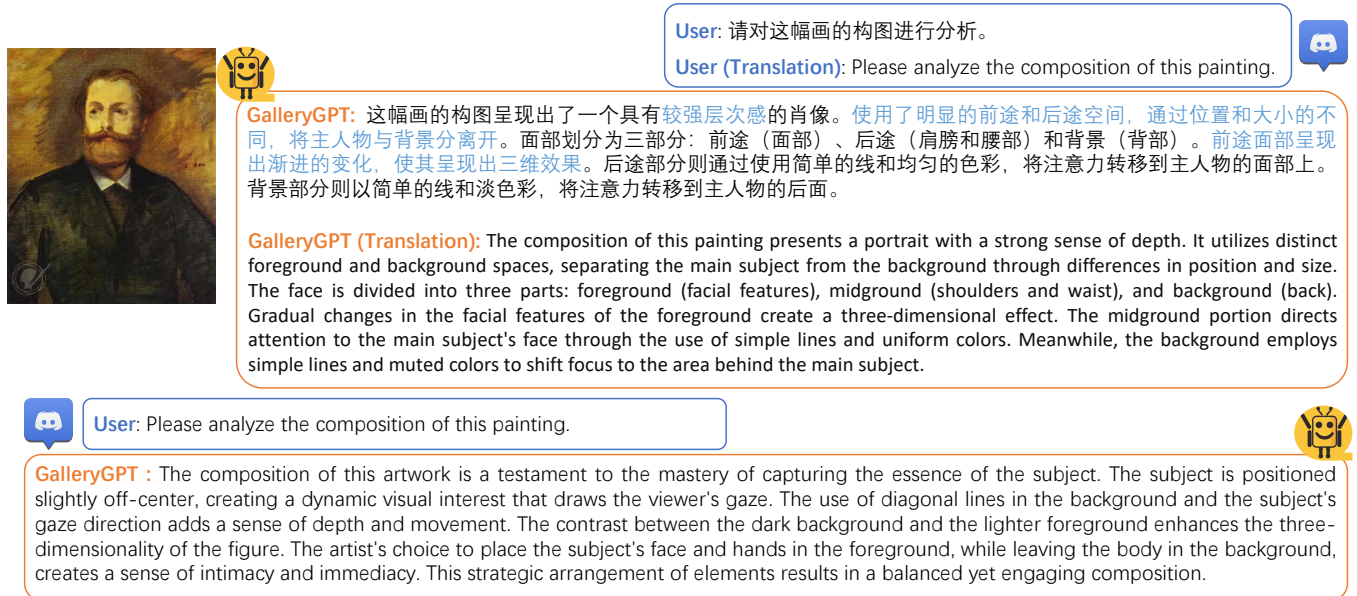 User: 请对这幅画的构图进行分析。
User (Translation): Please analyze the composition of this painting.
GalleryGPT: 这幅画的构图呈现出了一个具有较强层次感的肖像。使用了明显的前途和后途空间，通过位置和大小的不
同，将主人物与背景分离开。面部划分为三部分：前途（面部）、后途（肩膀和腰部）和背景（背部）。前途面部呈现
出渐进的变化，使其呈现出三维效果。后途部分则通过使用简单的线和均匀的色彩，将注意力转移到主人物的面部上。
背景部分则以简单的线和淡色彩，将注意力转移到主人物的后面。
GalleryGPT (Translation): The composition of this painting presents a portrait with a strong sense of depth. It utilizes distinct
foreground and background spaces, separating the main subject from the background through differences in position and size.
The face is divided into three parts: foreground (facial features), midground (shoulders and waist), and background (back).
Gradual changes in the facial features of the foreground create a three-dimensional effect. The midground portion directs
attention to the main subject's face through the use of simple lines and uniform colors. Meanwhile, the background employs
simple lines and muted colors to shift focus to the area behind the main subject.
User: Please analyze the composition of this painting.
GalleryGPT : The composition of this artwork is a testament to the mastery of capturing the essence of the subject. The subject is positioned
slightly off-center, creating a dynamic visual interest that draws the viewer's gaze. The use of diagonal lines in the background and the subject's
gaze direction adds a sense of depth and movement. The contrast between the dark background and the lighter foreground enhances the three-
dimensionality of the figure. The artist's choice to place the subject's face and hands in the foreground, while leaving the body in the background,
creates a sense of intimacy and immediacy. This strategic arrangement of elements results in a balanced yet engaging composition.